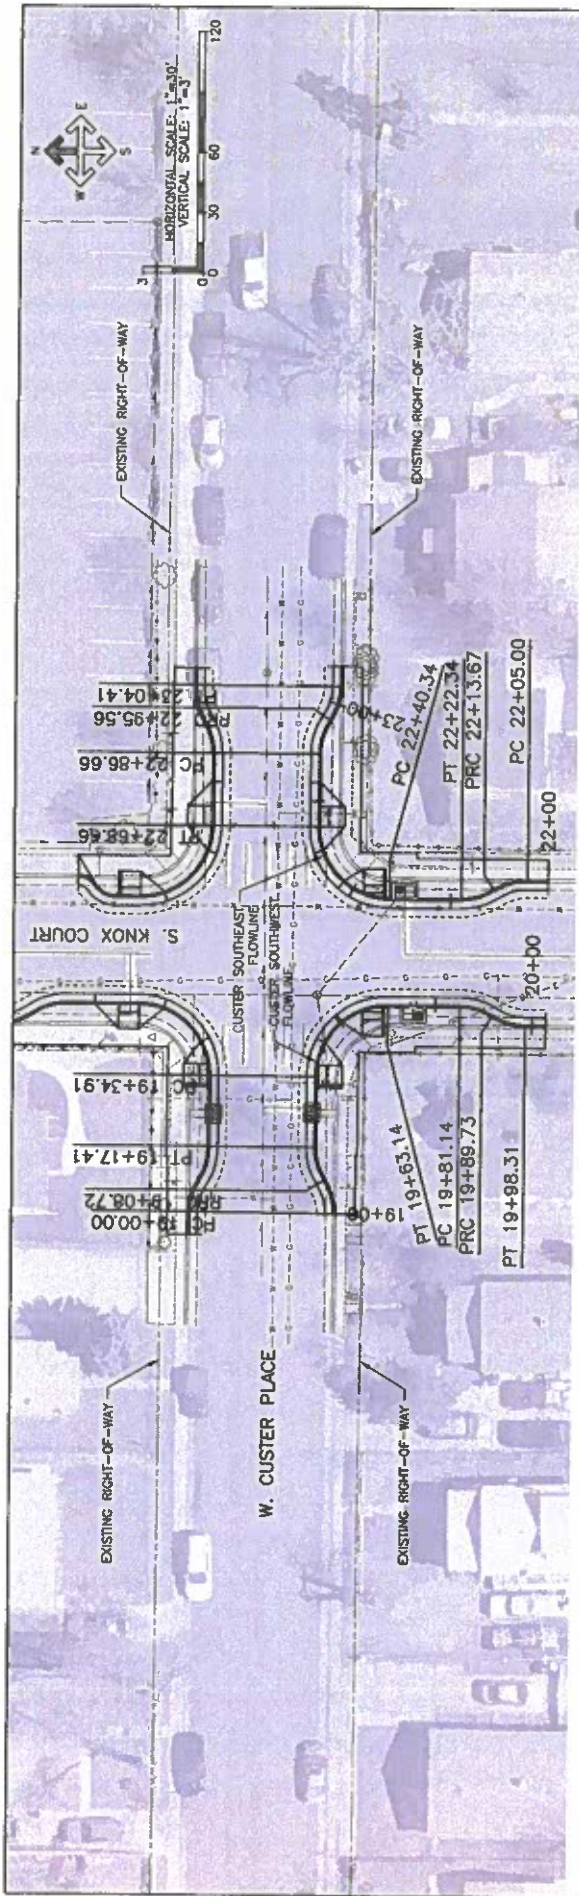 N
E
S
W
HORIZONTAL SCALE: 1"=30'
VERTICAL SCALE: 1"=3'
3
0
30
60
120
EXISTING RIGHT-OF-WAY
EXISTING RIGHT-OF-WAY
EXISTING RIGHT-OF-WAY
EXISTING RIGHT-OF-WAY
W. CUSTER PLACE
S. KNOX COURT
CUSTER SOUTHEAST
FLOWLINE
CUSTER SOUTHWEST
FLOWLINE
PC 19+00.00
PRC 19+08.72
PT 19+17.41
PC 19+34.91
PT 22+68.66
PC 22+86.66
PRC 22+95.56
PT 23+04.41
19+00
PT 19+63.14
PC 19+81.14
PRC 19+89.73
PT 19+98.31
20+00
22+00
PC 22+05.00
PRC 22+13.67
PT 22+22.34
PC 22+40.34
23+00